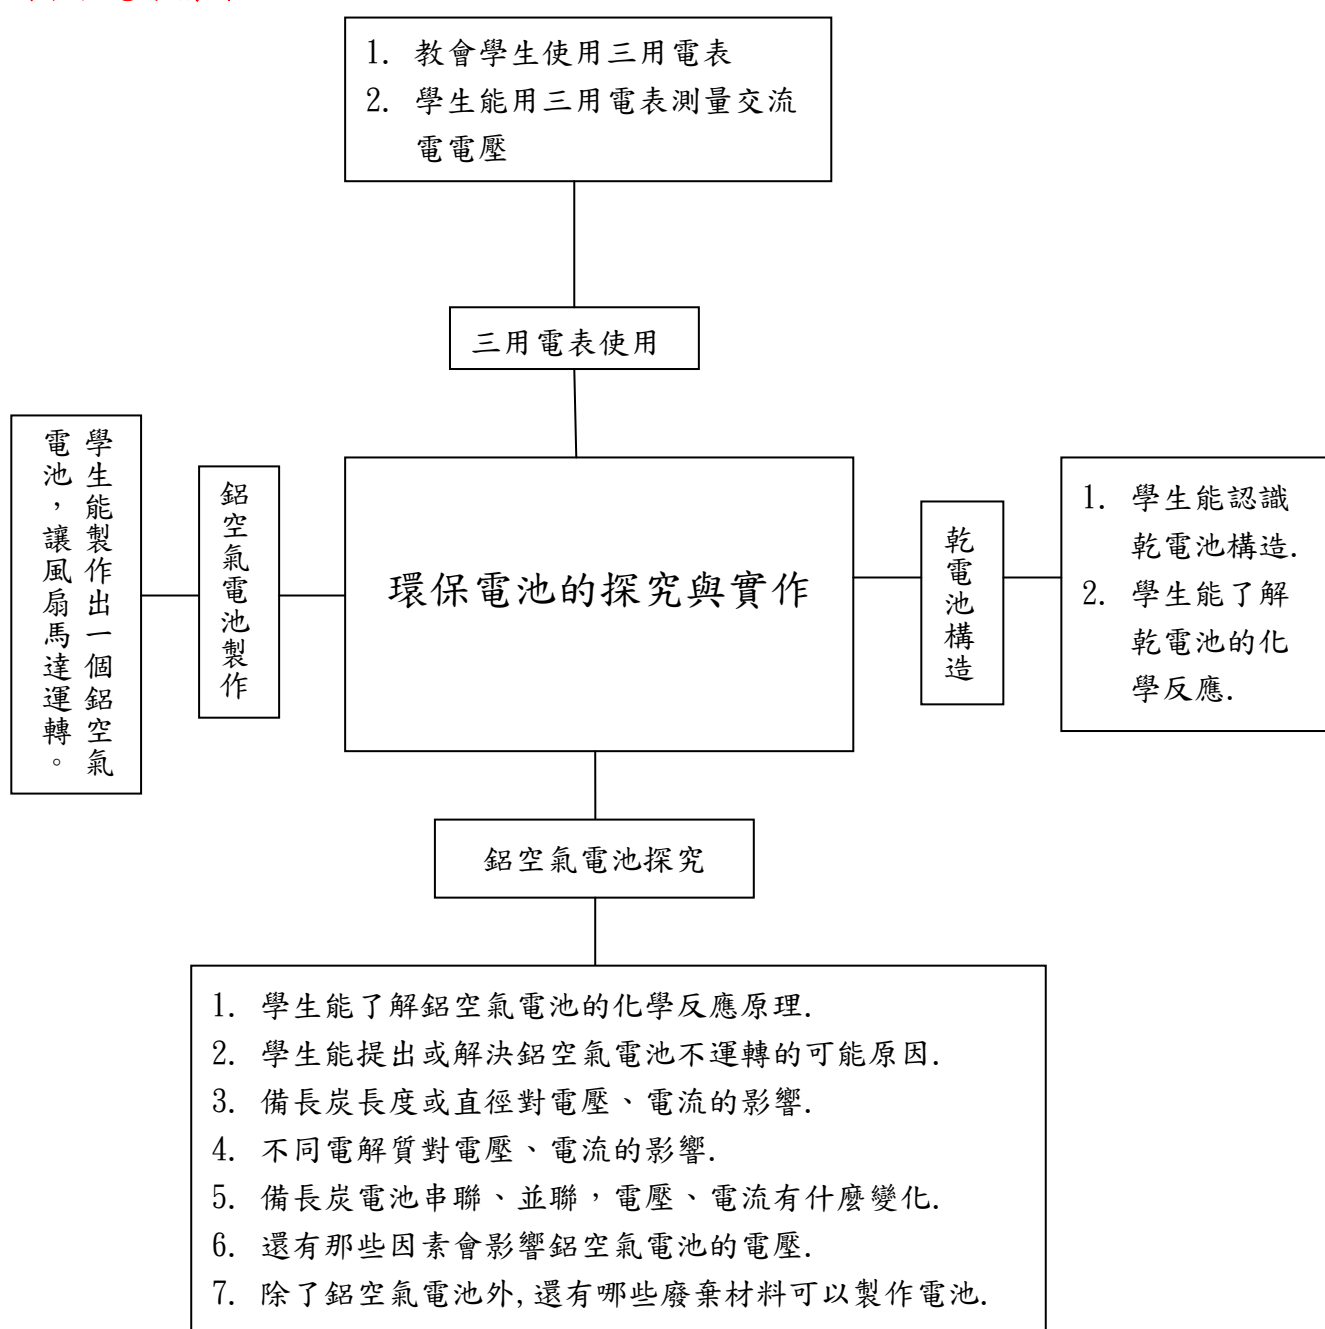 1. 教會學生使用三用電表
2. 學生能用三用電表測量交流
電電壓
三用電表使用
學生能製作出一個鋁空氣
電池，讓風扇馬達運轉。
鋁空氣電池製作
環保電池的探究與實作
乾電池構造
1. 學生能認識
乾電池構造.
2. 學生能了解
乾電池的化
學反應.
鋁空氣電池探究
1. 學生能了解鋁空氣電池的化學反應原理.
2. 學生能提出或解決鋁空氣電池不運轉的可能原因.
3. 備長炭長度或直徑對電壓、電流的影響.
4. 不同電解質對電壓、電流的影響.
5. 備長炭電池串聯、並聯，電壓、電流有什麼變化.
6. 還有那些因素會影響鋁空氣電池的電壓.
7. 除了鋁空氣電池外,還有哪些廢棄材料可以製作電池.